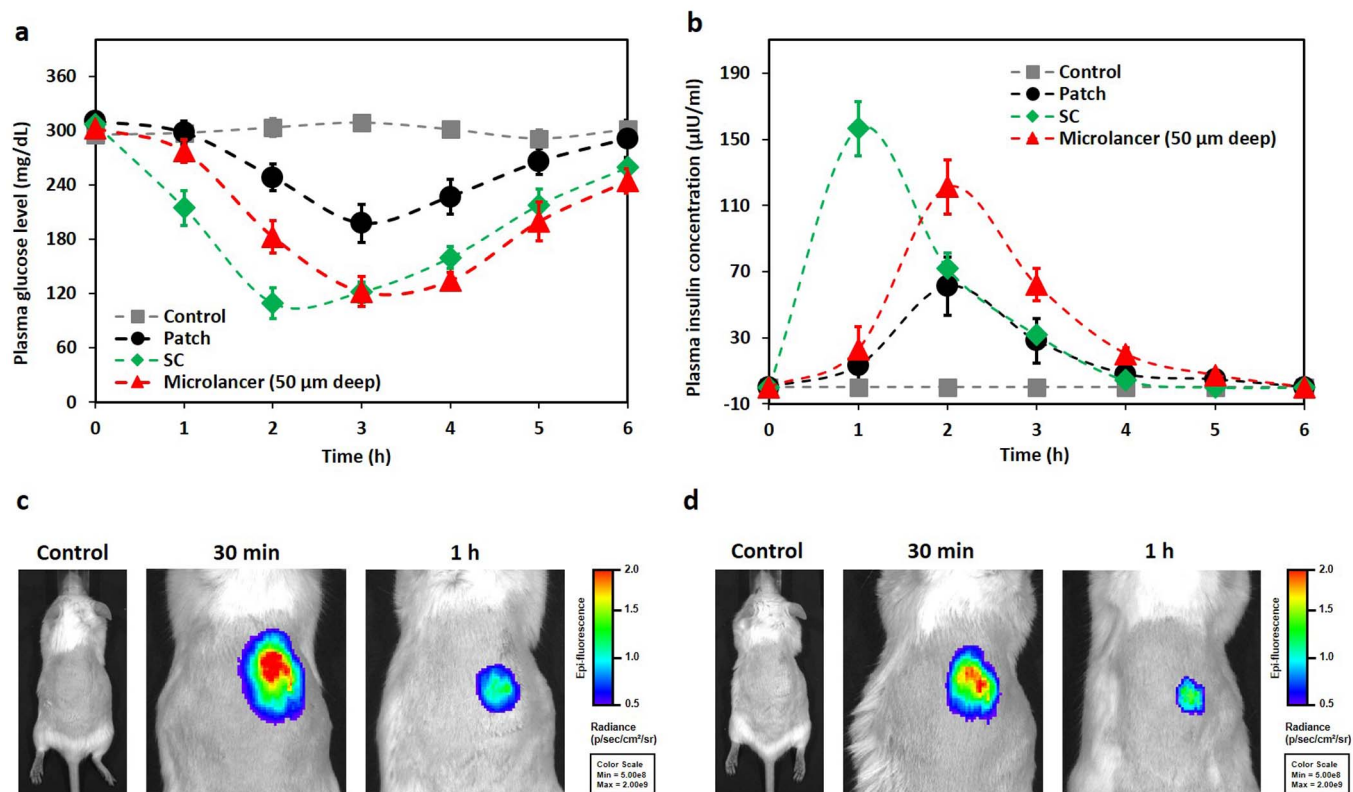 a
Plasma glucose level (mg/dL)
360
300
240
180
120
60
0
Control
Patch
SC
Microlancer (50 µm deep)
0 1 2 3 4 5 6
Time (h)
b
Plasma insulin concentration (µIU/ml)
190
150
110
70
30
-10
Control
Patch
SC
Microlancer (50 µm deep)
0 1 2 3 4 5 6
Time (h)
c
Control 30 min 1 h
2.0
1.5
1.0
0.5
Epi-fluorescence
Radiance
(p/sec/cm²/sr)
Color Scale
Min = 5.00e8
Max = 2.00e9
d
Control 30 min 1 h
2.0
1.5
1.0
0.5
Epi-fluorescence
Radiance
(p/sec/cm²/sr)
Color Scale
Min = 5.00e8
Max = 2.00e9